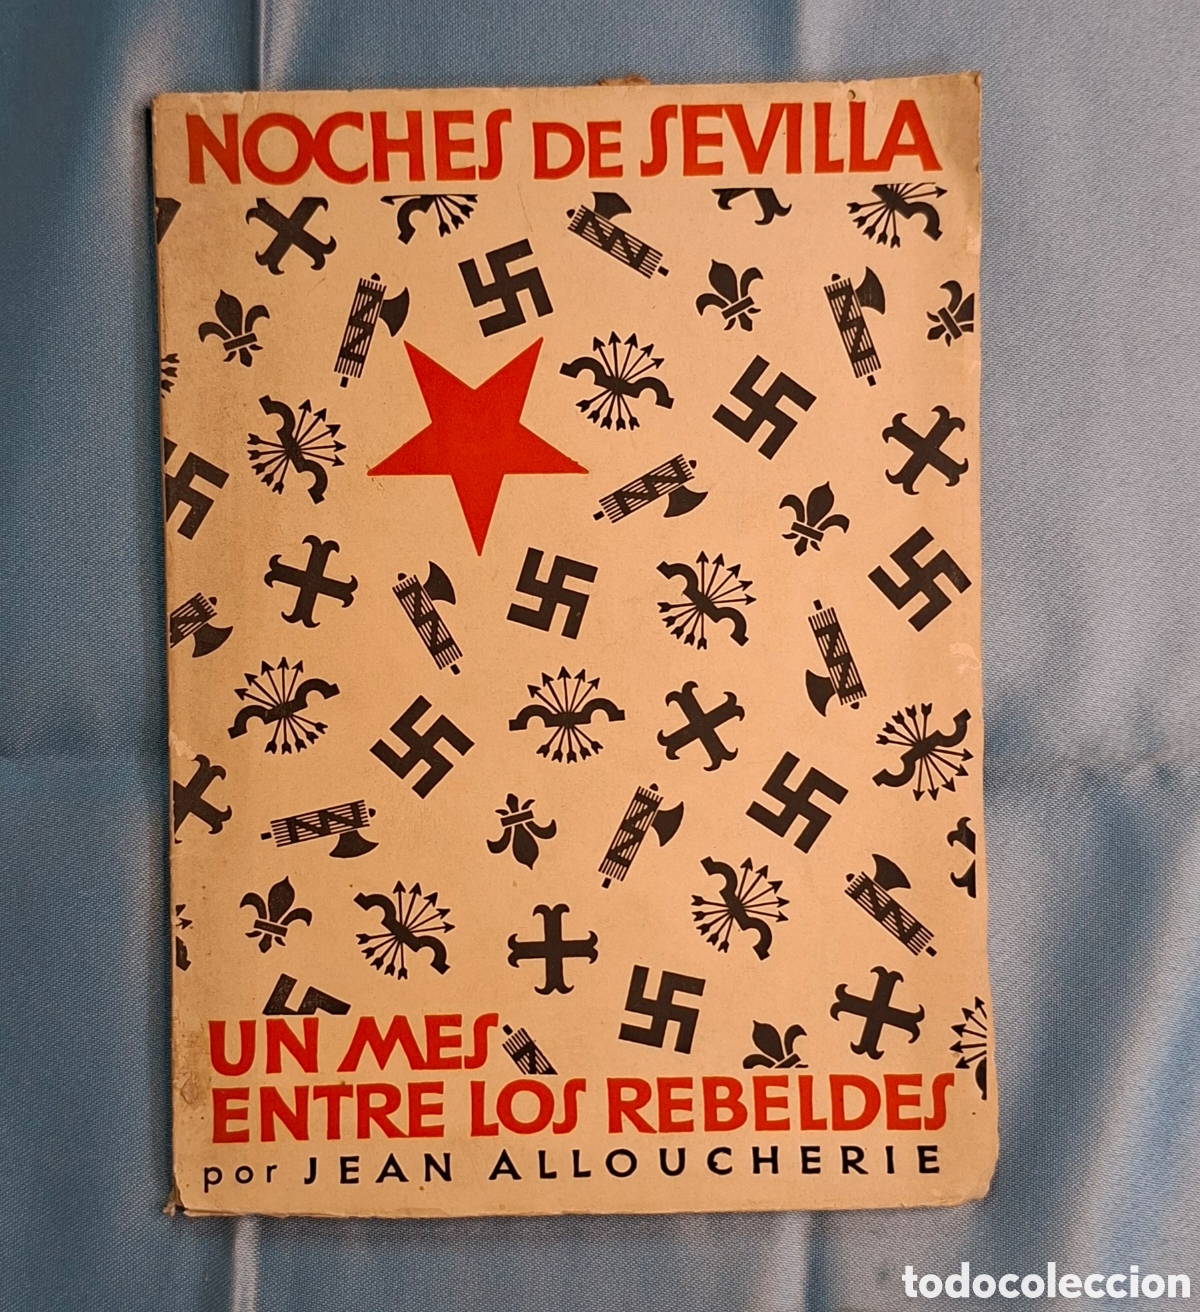 NOCHES DE SEVILLA
UN MES
ENTRE LOS REBELDES
por JEAN ALLOUCHERIE
todocoleccion